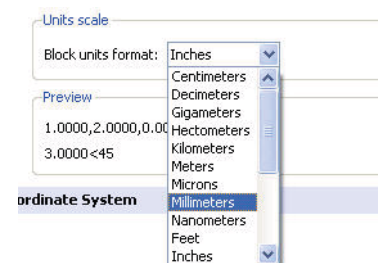 Units scale
Block units format: Inches
Centimeters
Decimeters
Gigameters
Hectometers
Kilometers
Meters
Microns
Millimeters
Nanometers
Feet
Inches
Preview
1.0000,2.0000,0.00
3.0000<45
ordinate System